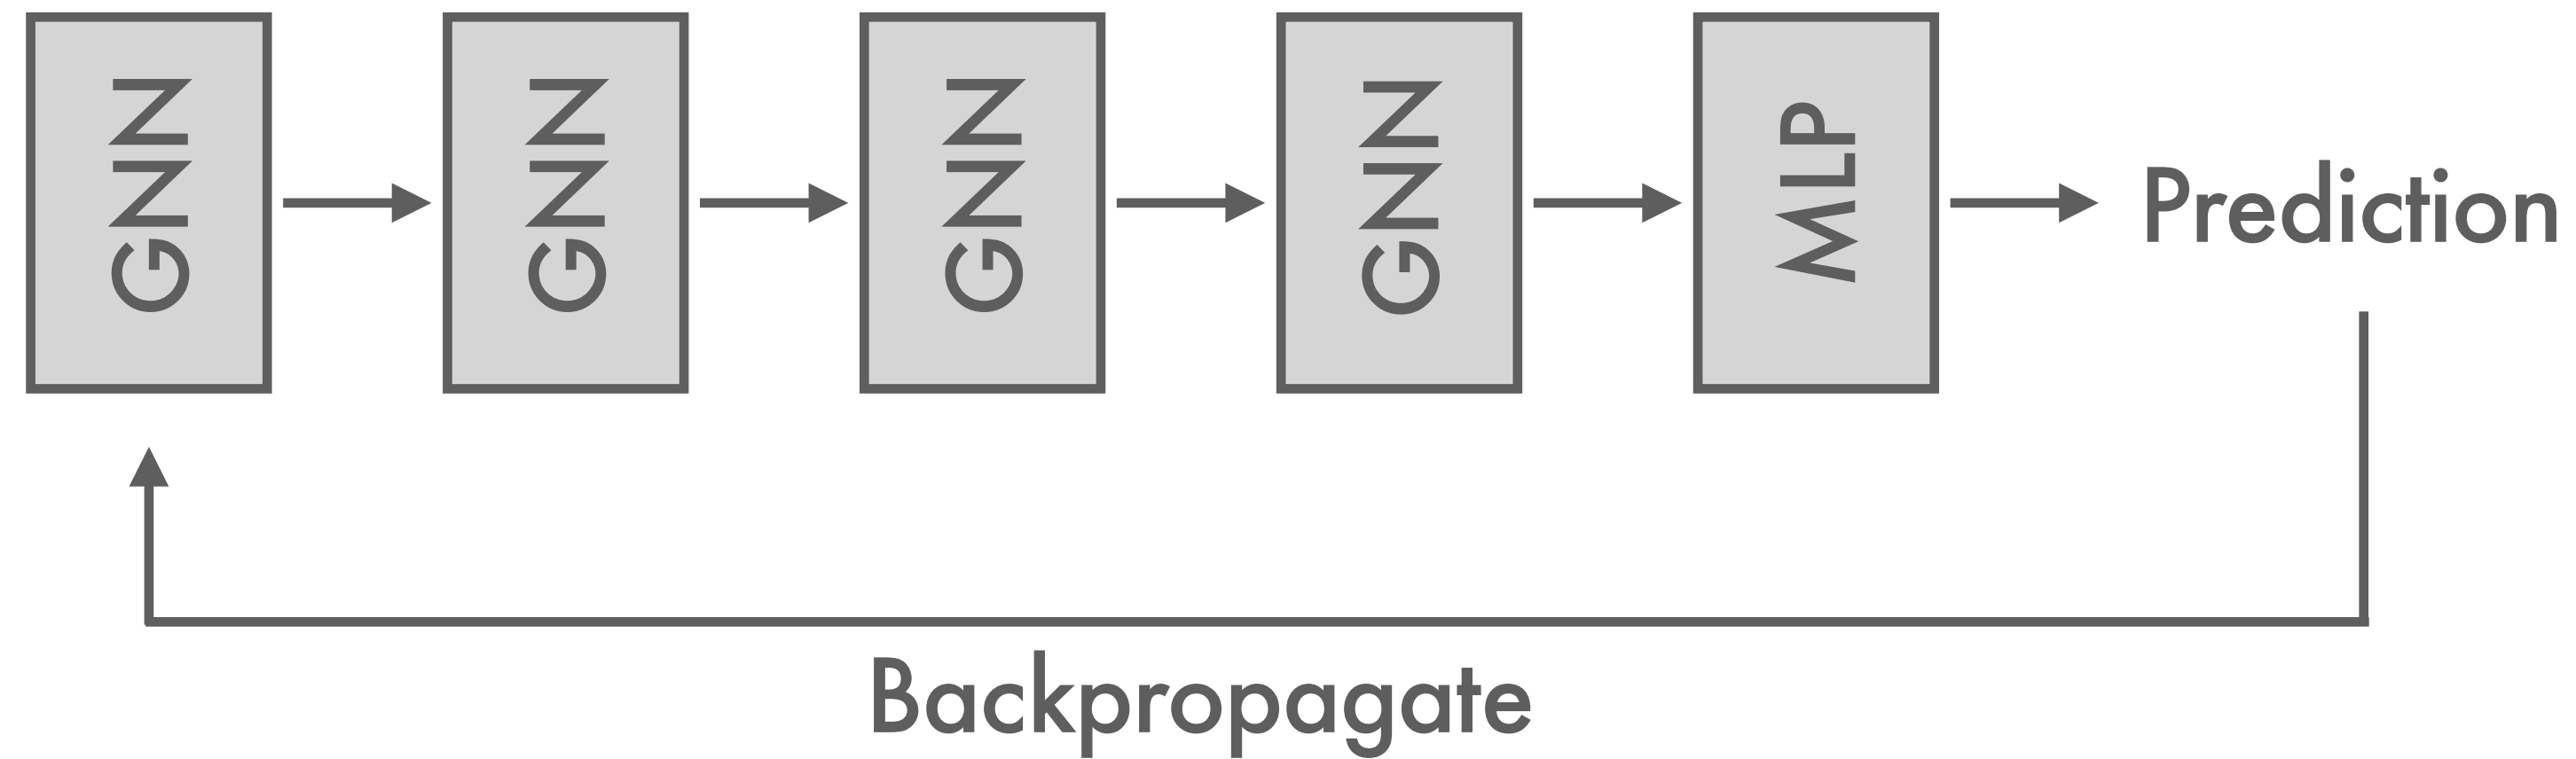 GNN
GNN
GNN
GNN
MLP
Prediction
Backpropagate